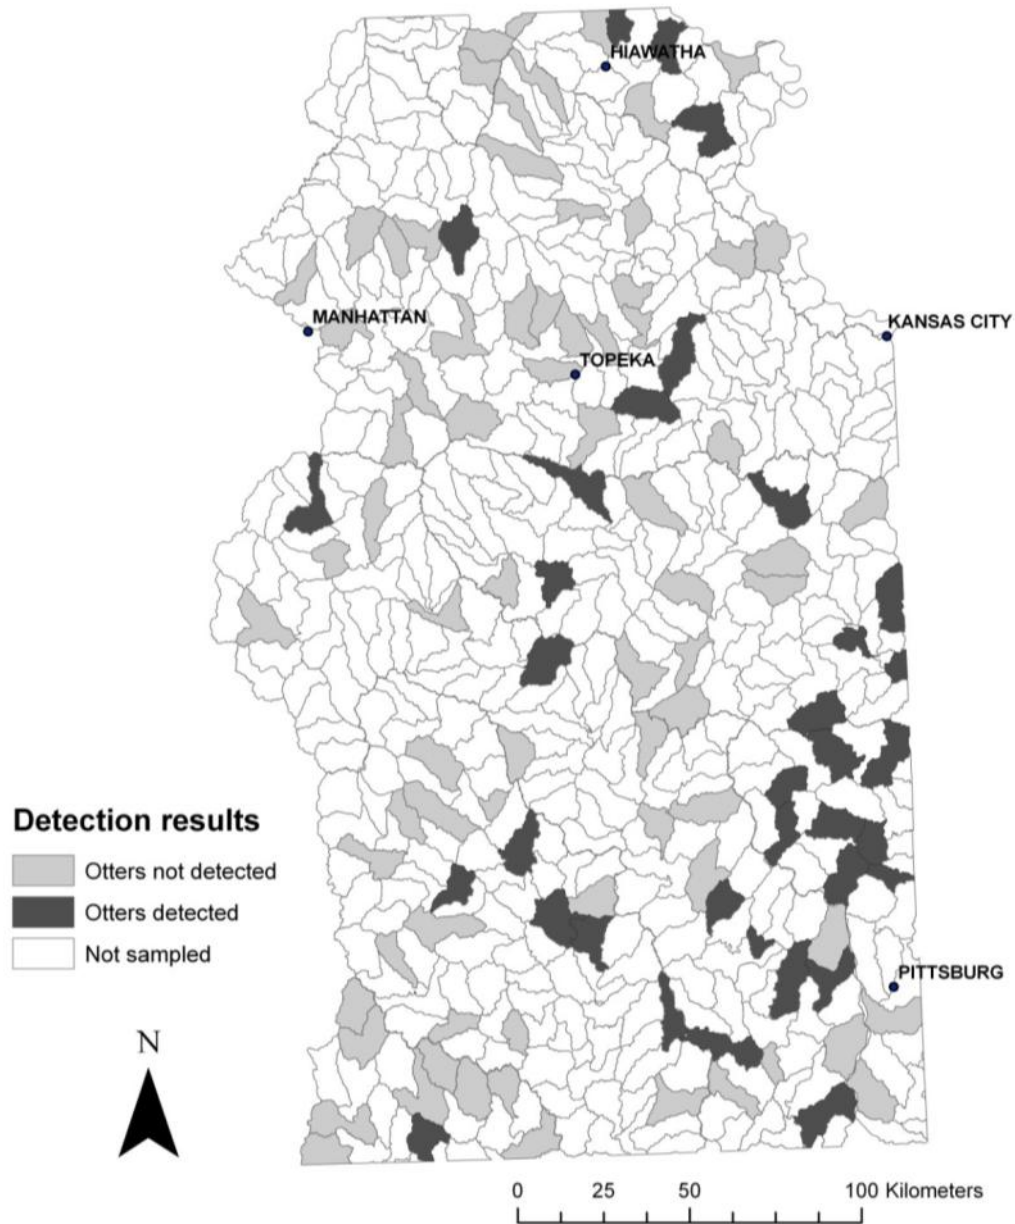 HIAWATHA
MANHATTAN
KANSAS CITY
TOPEKA
Detection results
Otters not detected
Otters detected
Not sampled
PITTSBURG
N
0 25 50 100 Kilometers